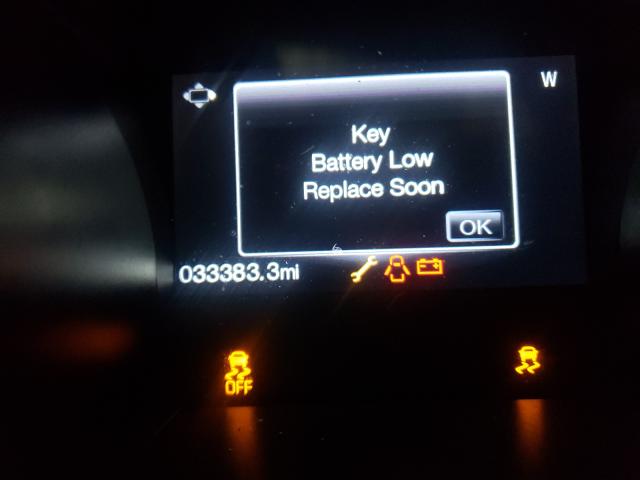 W
Key
Battery Low
Replace Soon
OK
033383.3mi
OFF